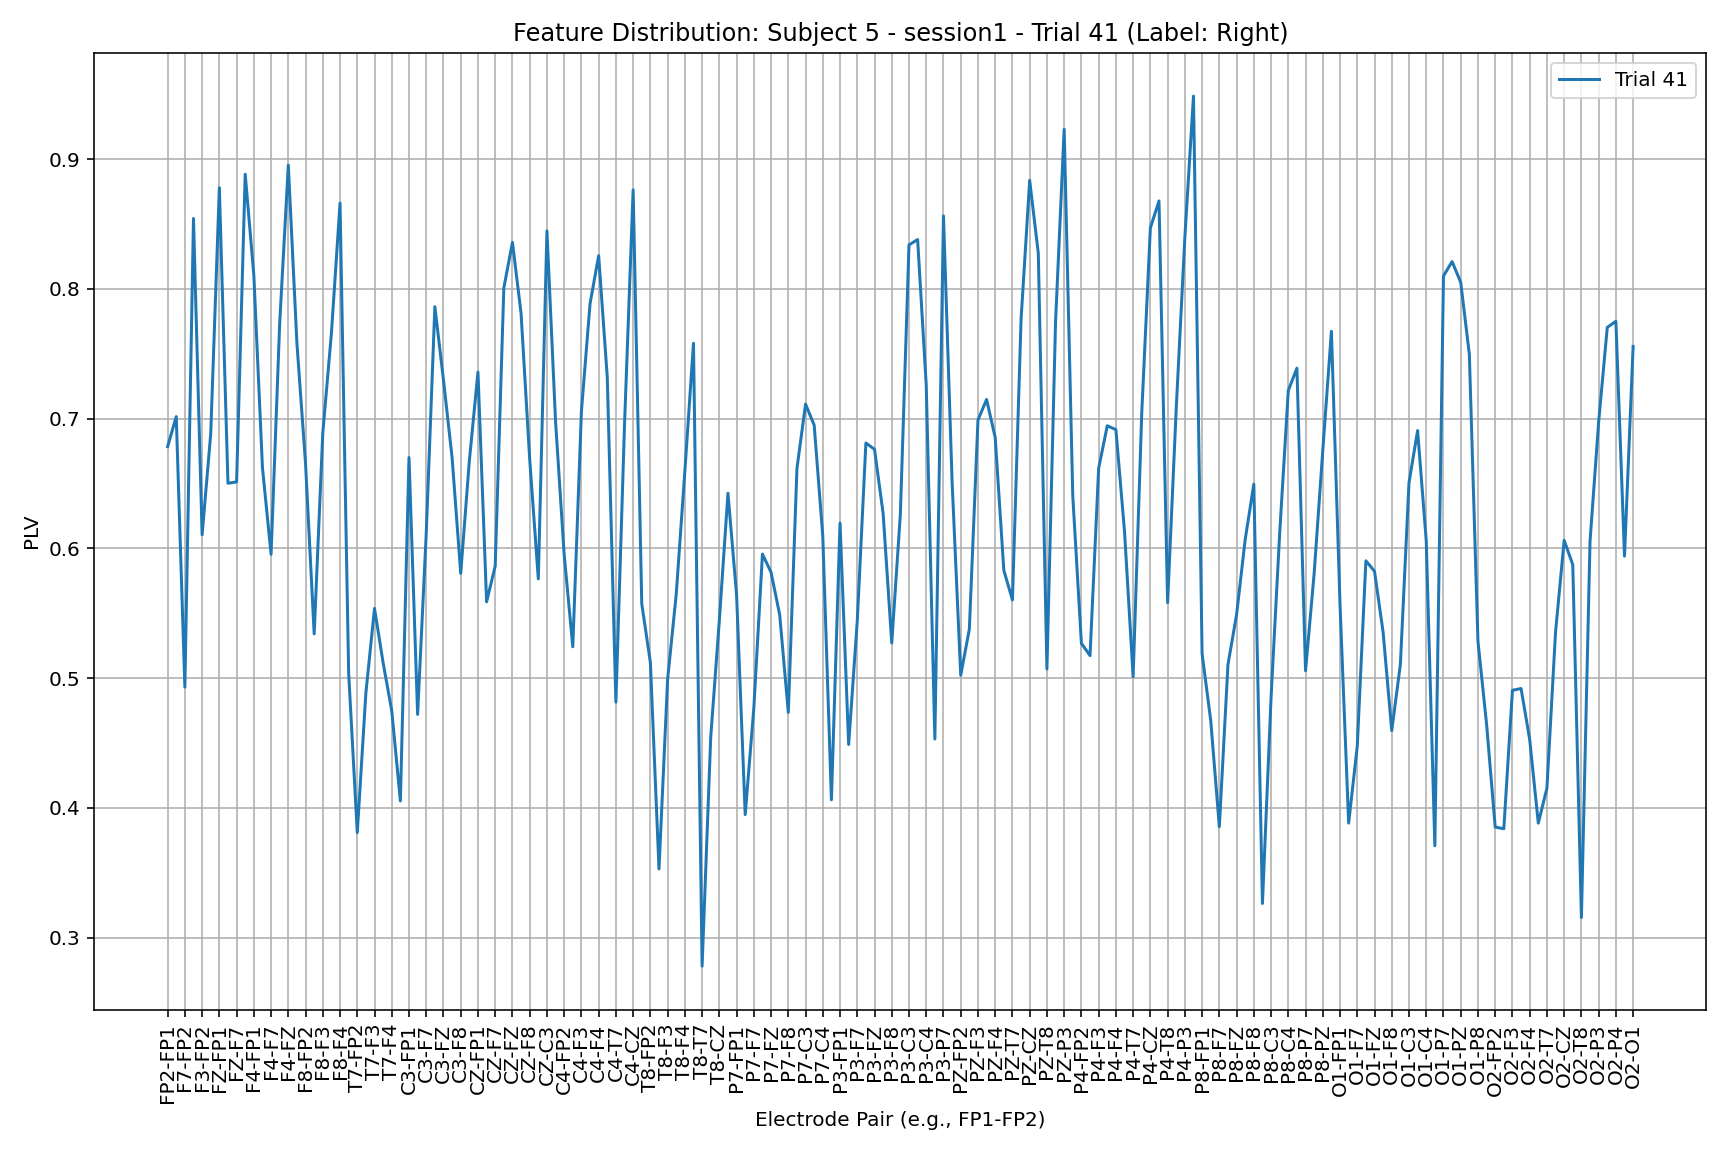 Feature Distribution: Subject 5 - session1 - Trial 41 (Label: Right)
Trial 41
PLV
0.9
0.8
0.7
0.6
0.5
0.4
0.3
FP2-FP1
F7-FP2
F3-FP2
FZ-FP1
FZ-F7
F4-FP1
F4-F7
F4-FZ
F8-FP2
F8-F3
F8-F4
T7-FP2
T7-F3
T7-F4
C3-FP1
C3-F7
C3-FZ
C3-F8
CZ-FP1
CZ-F7
CZ-FZ
CZ-F8
CZ-C3
C4-FP2
C4-F3
C4-F4
C4-T7
C4-CZ
T8-FP2
T8-F3
T8-F4
T8-T7
T8-CZ
P7-FP1
P7-F7
P7-FZ
P7-F8
P7-C3
P7-C4
P3-FP1
P3-F7
P3-FZ
P3-F8
P3-C3
P3-C4
P3-P7
PZ-FP2
PZ-F3
PZ-F4
PZ-T7
PZ-CZ
PZ-T8
PZ-P3
P4-FP2
P4-F3
P4-F4
P4-T7
P4-CZ
P4-T8
P4-P3
P8-FP1
P8-F7
P8-FZ
P8-F8
P8-C3
P8-C4
P8-P7
P8-PZ
O1-FP1
O1-F7
O1-FZ
O1-F8
O1-C3
O1-C4
O1-P7
O1-PZ
O1-P8
O2-FP2
O2-F3
O2-F4
O2-T7
O2-CZ
O2-T8
O2-P3
O2-P4
O2-O1
Electrode Pair (e.g., FP1-FP2)